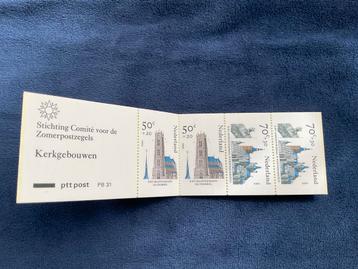 Stichting Comité voor de
Zomerpostzegels
Kerkgebouwen
ptt post PB 31
50c
+20
Nederland
50c
+20
Nederland
70c
+30
Nederland
70c
+30
Nederland